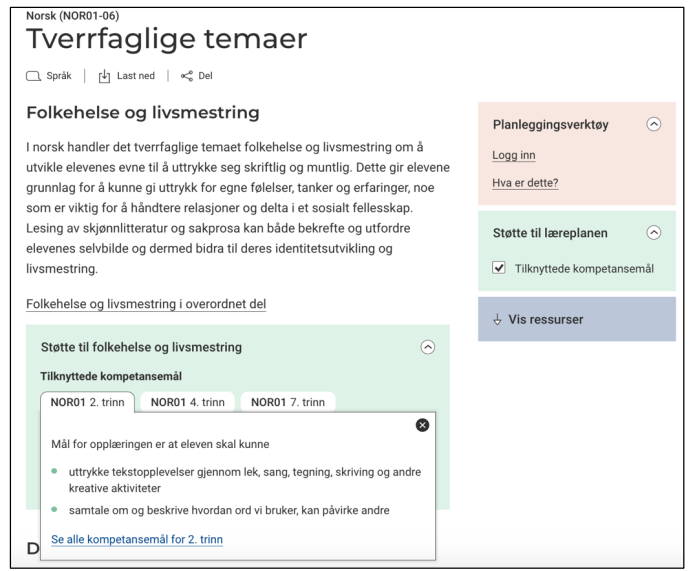 Norsk (NOR01-06)
Tverrfaglige temaer
Språk
Last ned
Del
Folkehelse og livsmestring
I norsk handler det tverrfaglige temaet folkehelse og livsmestring om å
utvikle elevenes evne til å uttrykke seg skriftlig og muntlig. Dette gir elevene
grunnlag for å kunne gi uttrykk for egne følelser, tanker og erfaringer, noe
som er viktig for å håndtere relasjoner og delta i et sosialt fellesskap.
Lesing av skjønnlitteratur og sakprosa kan både bekrefte og utfordre
elevenes selvbilde og dermed bidra til deres identitetsutvikling og
livsmestring.
Folkehelse og livsmestring i overordnet del
Støtte til folkehelse og livsmestring
Tilknyttede kompetansemål
NOR01 2. trinn
NOR01 4. trinn
NOR01 7. trinn
Mål for opplæringen er at eleven skal kunne
uttrykke tekstopplevelser gjennom lek, sang, tegning, skriving og andre
kreative aktiviteter
samtale om og beskrive hvordan ord vi bruker, kan påvirke andre
Se alle kompetansemål for 2. trinn
D
Planleggingsverktøy
Logg inn
Hva er dette?
Støtte til læreplanen
Tilknyttede kompetansemål
Vis ressurser